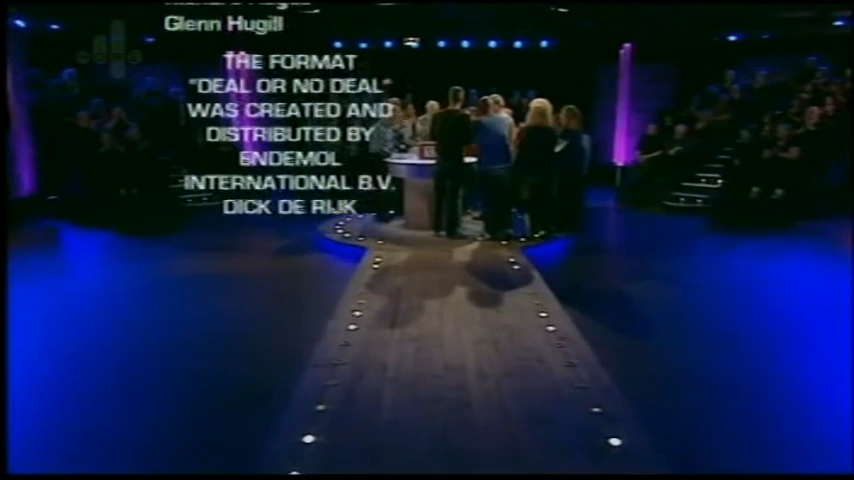 Glenn Hugill
THE FORMAT
"DEAL OR NO DEAL"
WAS CREATED AND
DISTRIBUTED BY
ENDEMOL
INTERNATIONAL B.V.
DICK DE RIJK